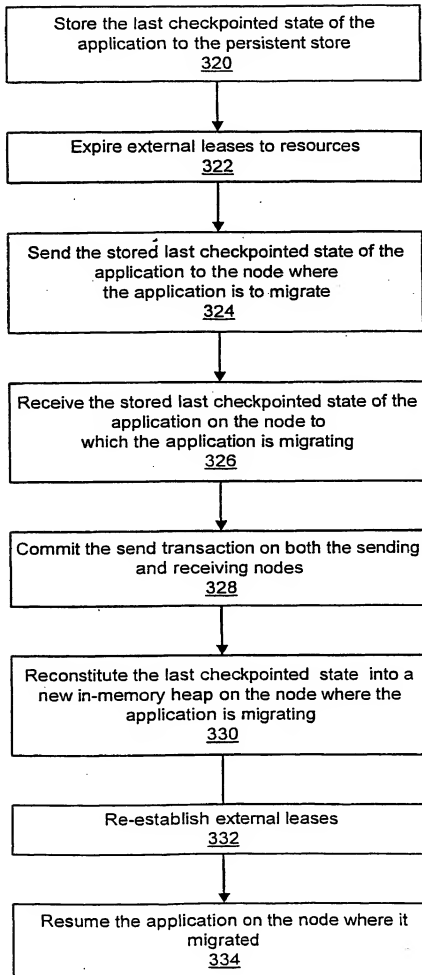 Store the last checkpointed state of the
application to the persistent store
320
Expire external leases to resources
322
Send the stored last checkpointed state of the
application to the node where
the application is to migrate
324
Receive the stored last checkpointed state of the
application on the node to
which the application is migrating
326
Commit the send transaction on both the sending
and receiving nodes
328
Reconstitute the last checkpointed state into a
new in-memory heap on the node where the
application is migrating
330
Re-establish external leases
332
Resume the application on the node where it
migrated
334